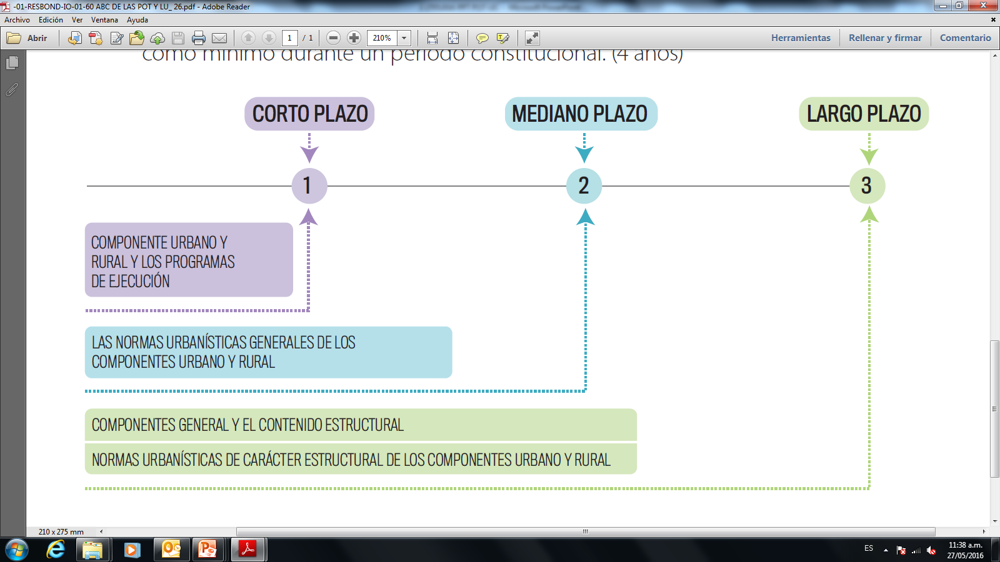 -01-RESBOND-IO-01-60 ABC DE LAS POT Y LU_ 26.pdf - Adobe Reader
Archivo Edición Ver Ventana Ayuda
Abrir 1 / 1 210% Herramientas Rellenar y firmar Comentario
como mínimo durante un periodo constitucional. (4 años)
CORTO PLAZO MEDIANO PLAZO LARGO PLAZO
1 2 3
COMPONENTE URBANO Y
RURAL Y LOS PROGRAMAS
DE EJECUCIÓN
LAS NORMAS URBANÍSTICAS GENERALES DE LOS
COMPONENTES URBANO Y RURAL
COMPONENTES GENERAL Y EL CONTENIDO ESTRUCTURAL
NORMAS URBANÍSTICAS DE CARÁCTER ESTRUCTURAL DE LOS COMPONENTES URBANO Y RURAL
210 x 275 mm
ES 11:38 a.m.
27/05/2016